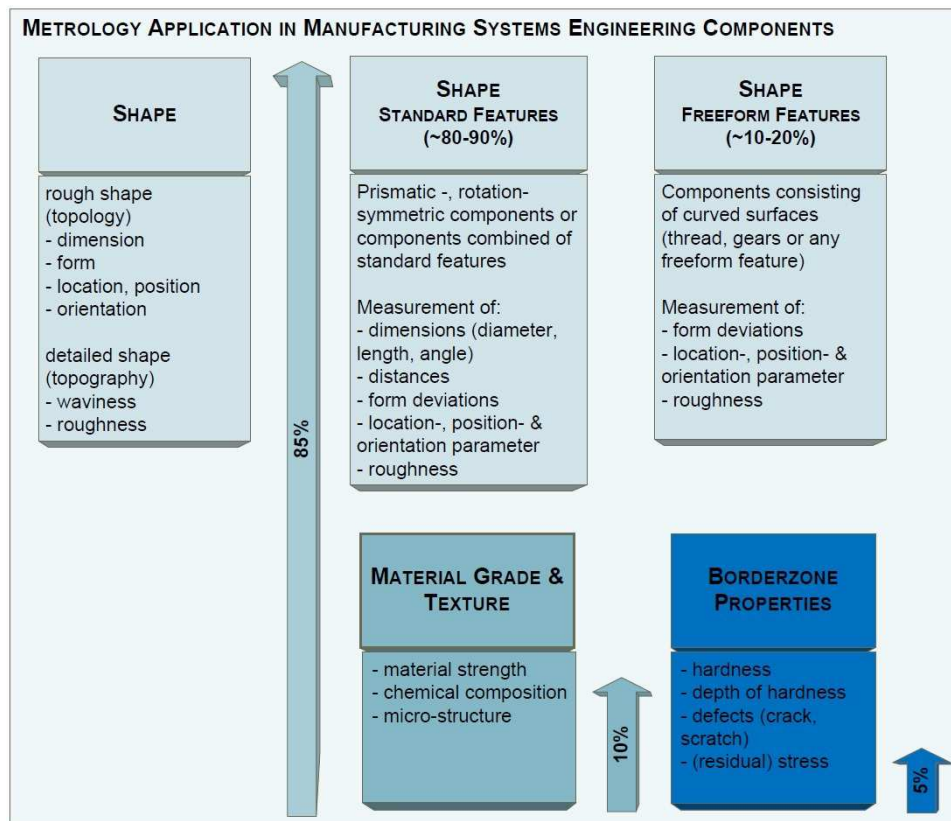 METROLOGY APPLICATION IN MANUFACTURING SYSTEMS ENGINEERING COMPONENTS
SHAPE
rough shape
(topology)
- dimension
- form
- location, position
- orientation
detailed shape
(topography)
- waviness
- roughness
85%
SHAPE
STANDARD FEATURES
(~80-90%)
Prismatic -, rotation-
symmetric components or
components combined of
standard features
Measurement of:
- dimensions (diameter,
length, angle)
- distances
- form deviations
- location-, position- &
orientation parameter
- roughness
SHAPE
FREEFORM FEATURES
(~10-20%)
Components consisting
of curved surfaces
(thread, gears or any
freeform feature)
Measurement of:
- form deviations
- location-, position- &
orientation parameter
- roughness
MATERIAL GRADE &
TEXTURE
- material strength
- chemical composition
- micro-structure
10%
BORDERZONE
PROPERTIES
- hardness
- depth of hardness
- defects (crack,
scratch)
- (residual) stress
5%